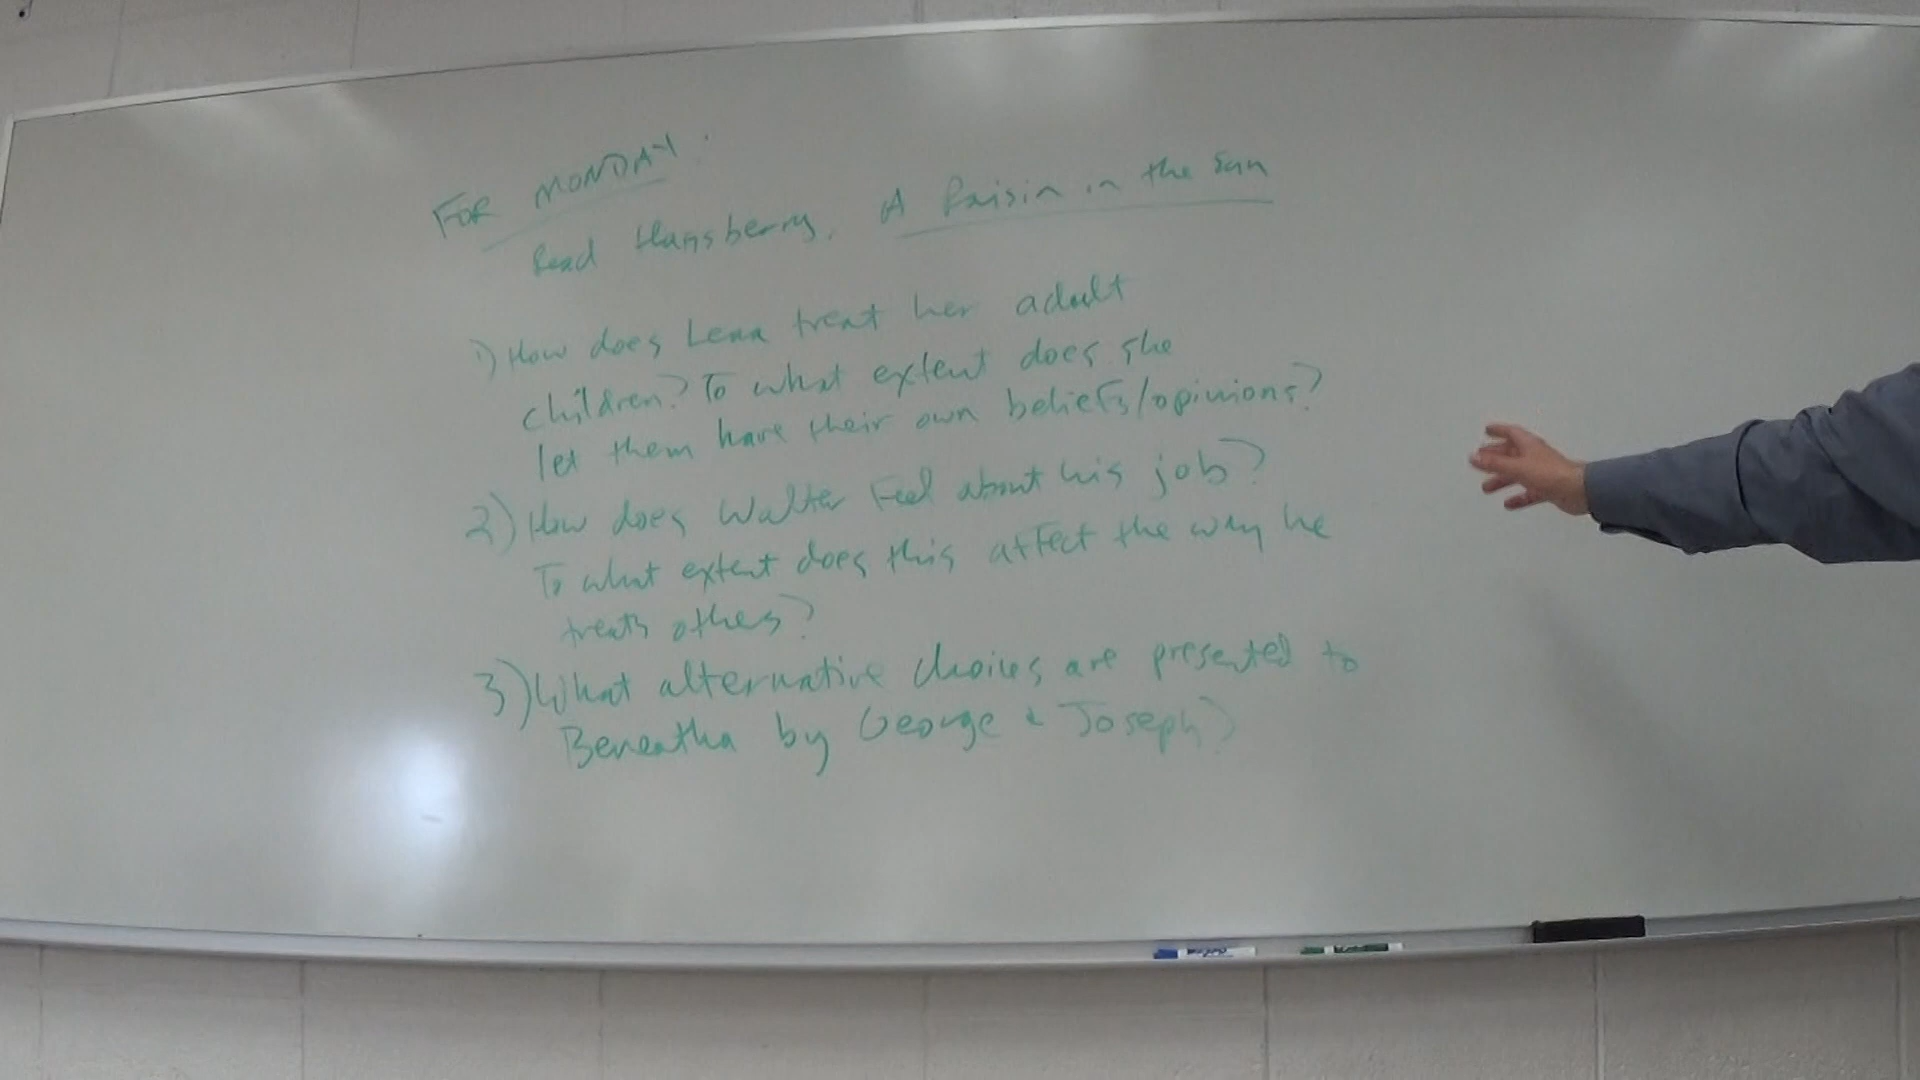 FOR MONDAY:
Read Hansberry, A Raisin in the Sun
1) How does Lena treat her adult
children? To what extent does she
let them have their own beliefs/opinions?
2) How does Walter feel about his job?
To what extent does this affect the way he
treats others?
3) What alternative choices are presented to
Beneatha by George & Joseph?